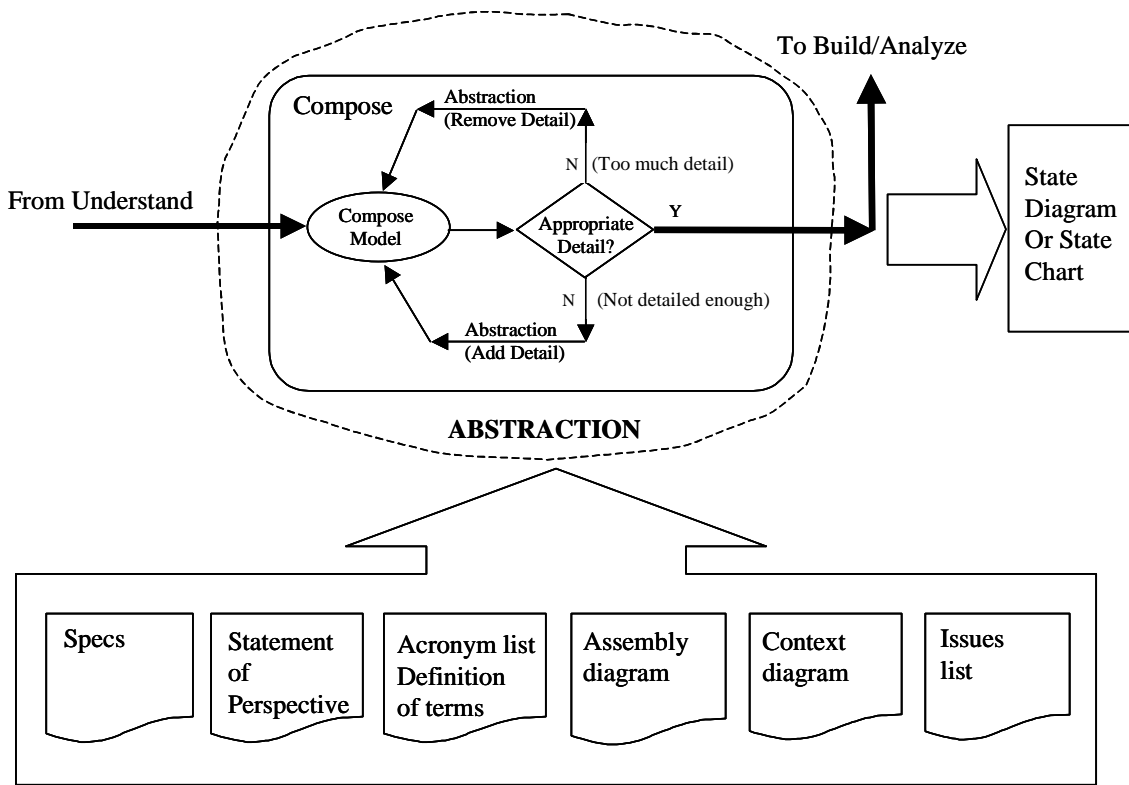 To Build/Analyze
Compose
Abstraction
(Remove Detail)
N
(Too much detail)
From Understand
Compose
Model
Appropriate
Detail?
Y
State
Diagram
Or State
Chart
N
(Not detailed enough)
Abstraction
(Add Detail)
ABSTRACTION
Specs
Statement
of
Perspective
Acronym list
Definition
of terms
Assembly
diagram
Context
diagram
Issues
list